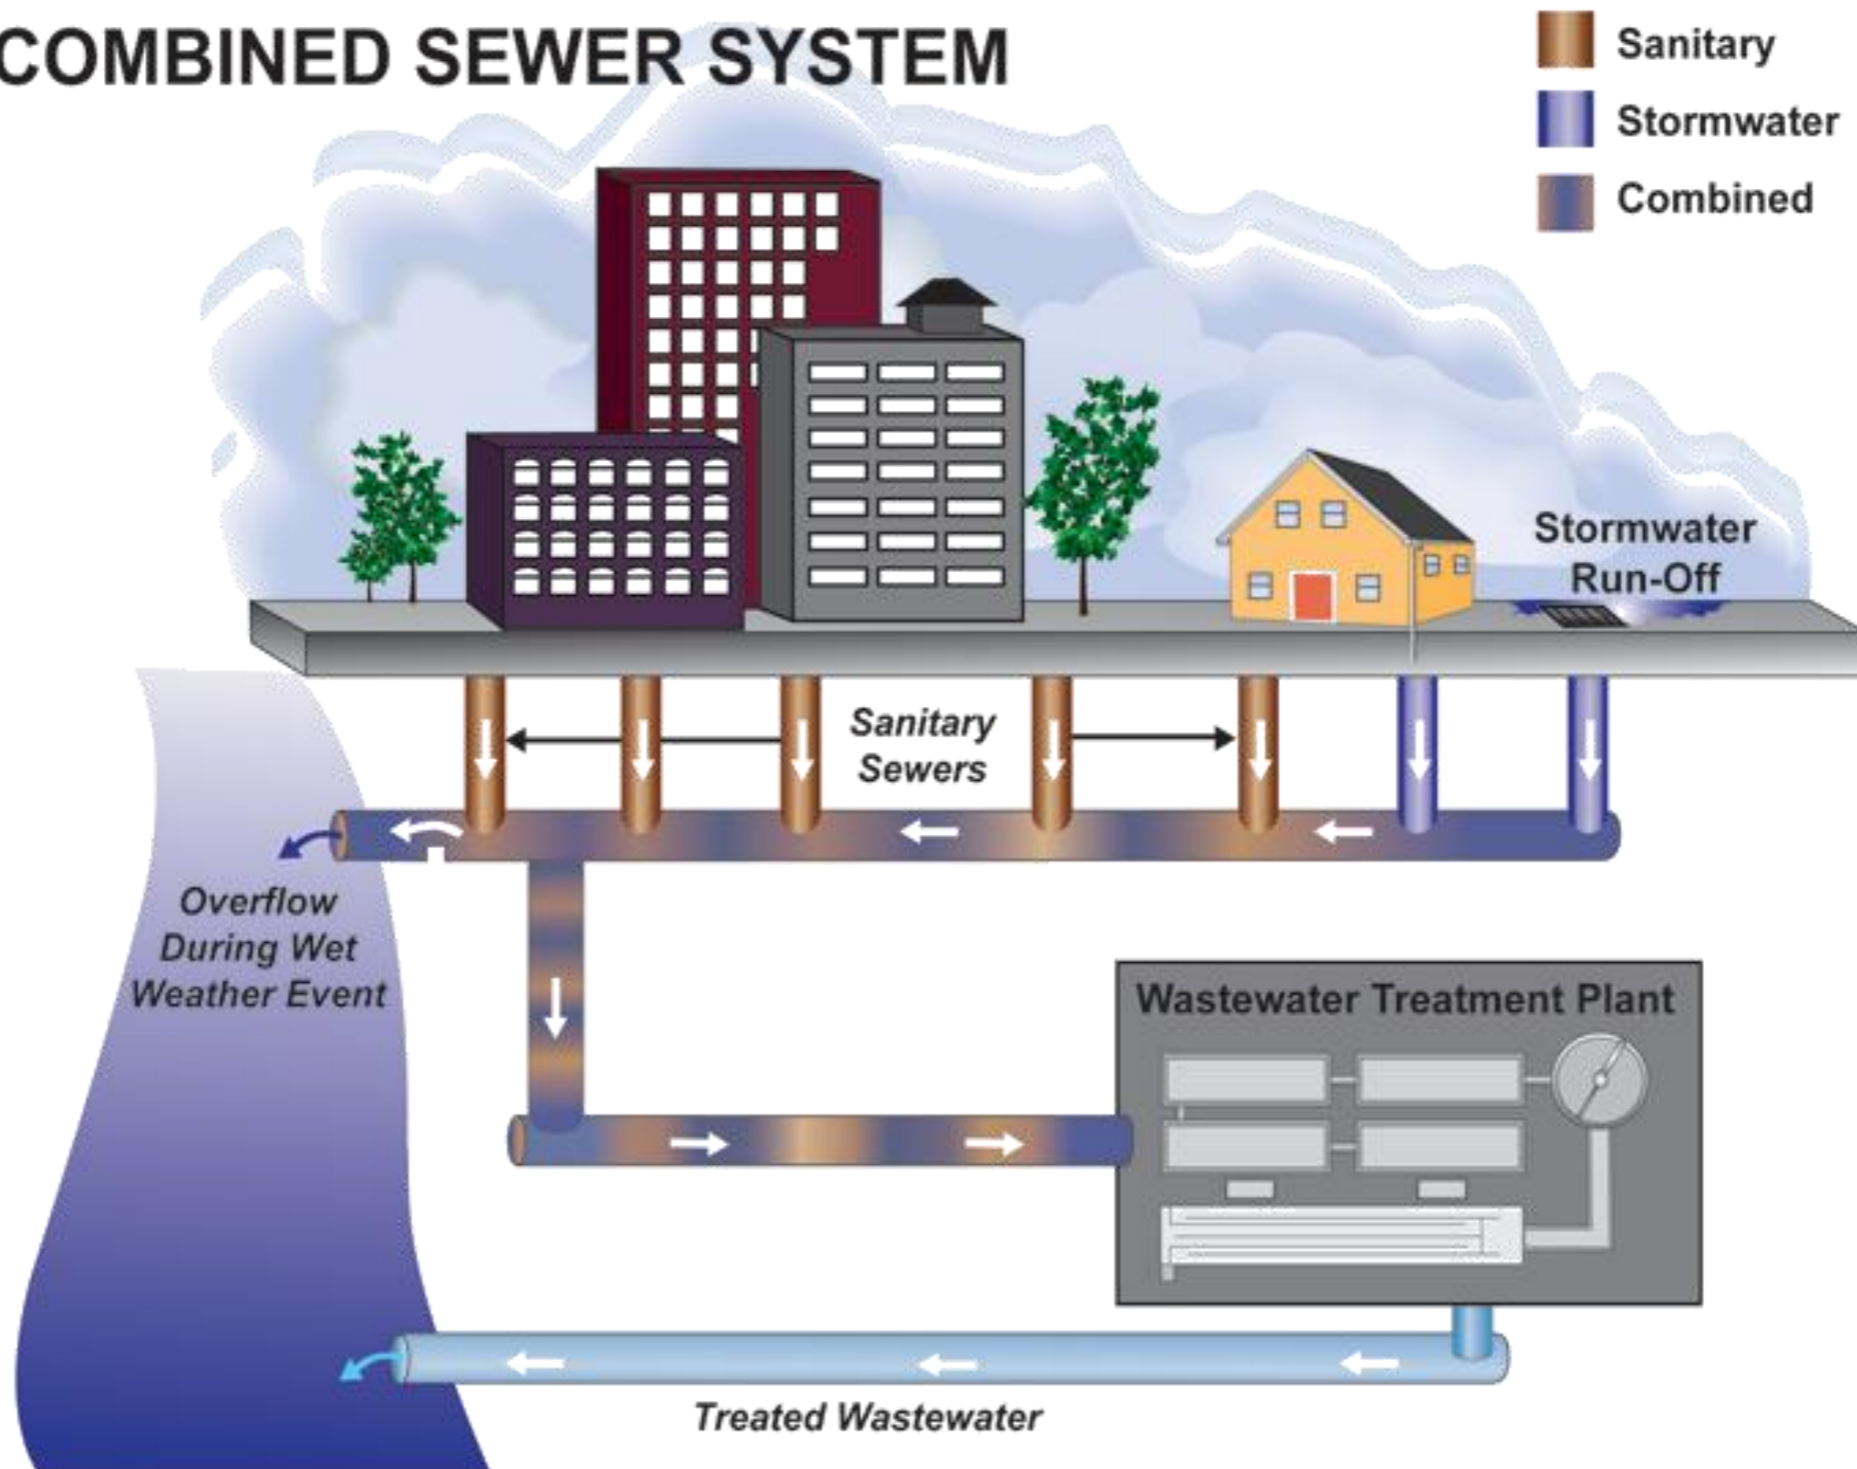 COMBINED SEWER SYSTEM
Sanitary
Stormwater
Combined
Stormwater
Run-Off
Sanitary
Sewers
Overflow
During Wet
Weather Event
Wastewater Treatment Plant
Treated Wastewater